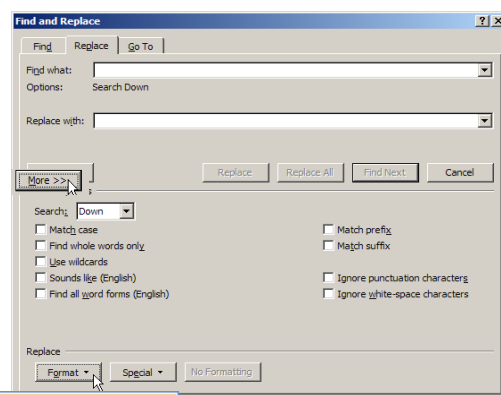 Find and Replace
Find Replace Go To
Find what:
Options: Search Down
Replace with:
More >> Replace Replace All Find Next Cancel
Search: Down
Match case Match prefix
Find whole words only Match suffix
Use wildcards
Sounds like (English) Ignore punctuation characters
Find all word forms (English) Ignore white-space characters
Replace
Format Special No Formatting